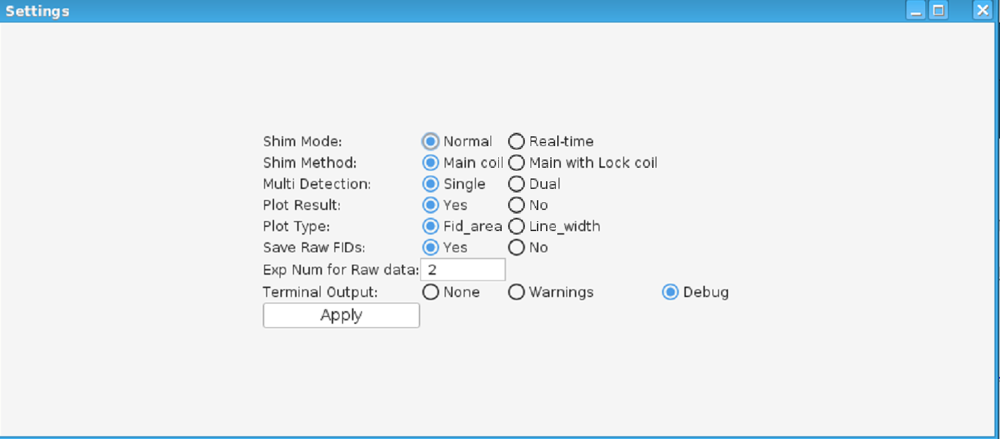 Settings
Shim Mode: Normal Real-time
Shim Method: Main coil Main with Lock coil
Multi Detection: Single Dual
Plot Result: Yes No
Plot Type: Fid_area Line_width
Save Raw FIDs: Yes No
Exp Num for Raw data: 2
Terminal Output: None Warnings Debug
Apply